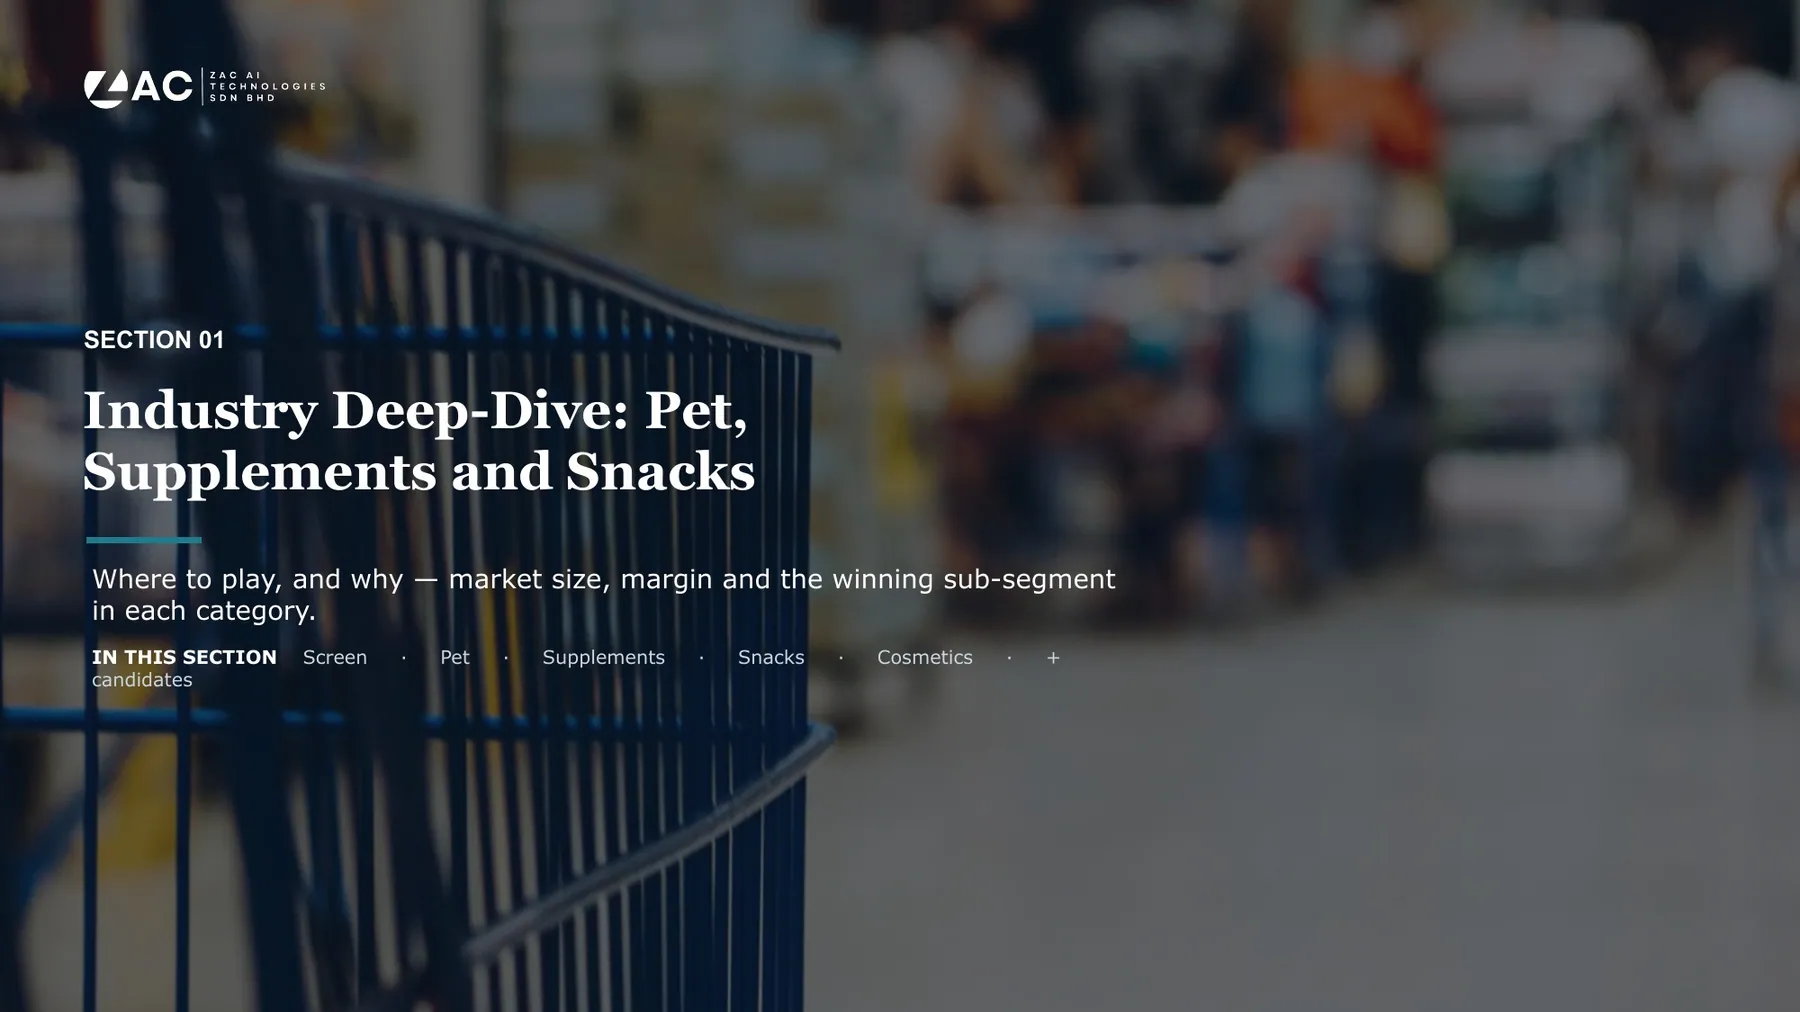 ZAC
ZAC AI
TECHNOLOGIES
SDN BHD
SECTION 01
Industry Deep-Dive: Pet,
Supplements and Snacks
Where to play, and why — market size, margin and the winning sub-segment
in each category.
IN THIS SECTION Screen · Pet · Supplements · Snacks · Cosmetics · +
candidates